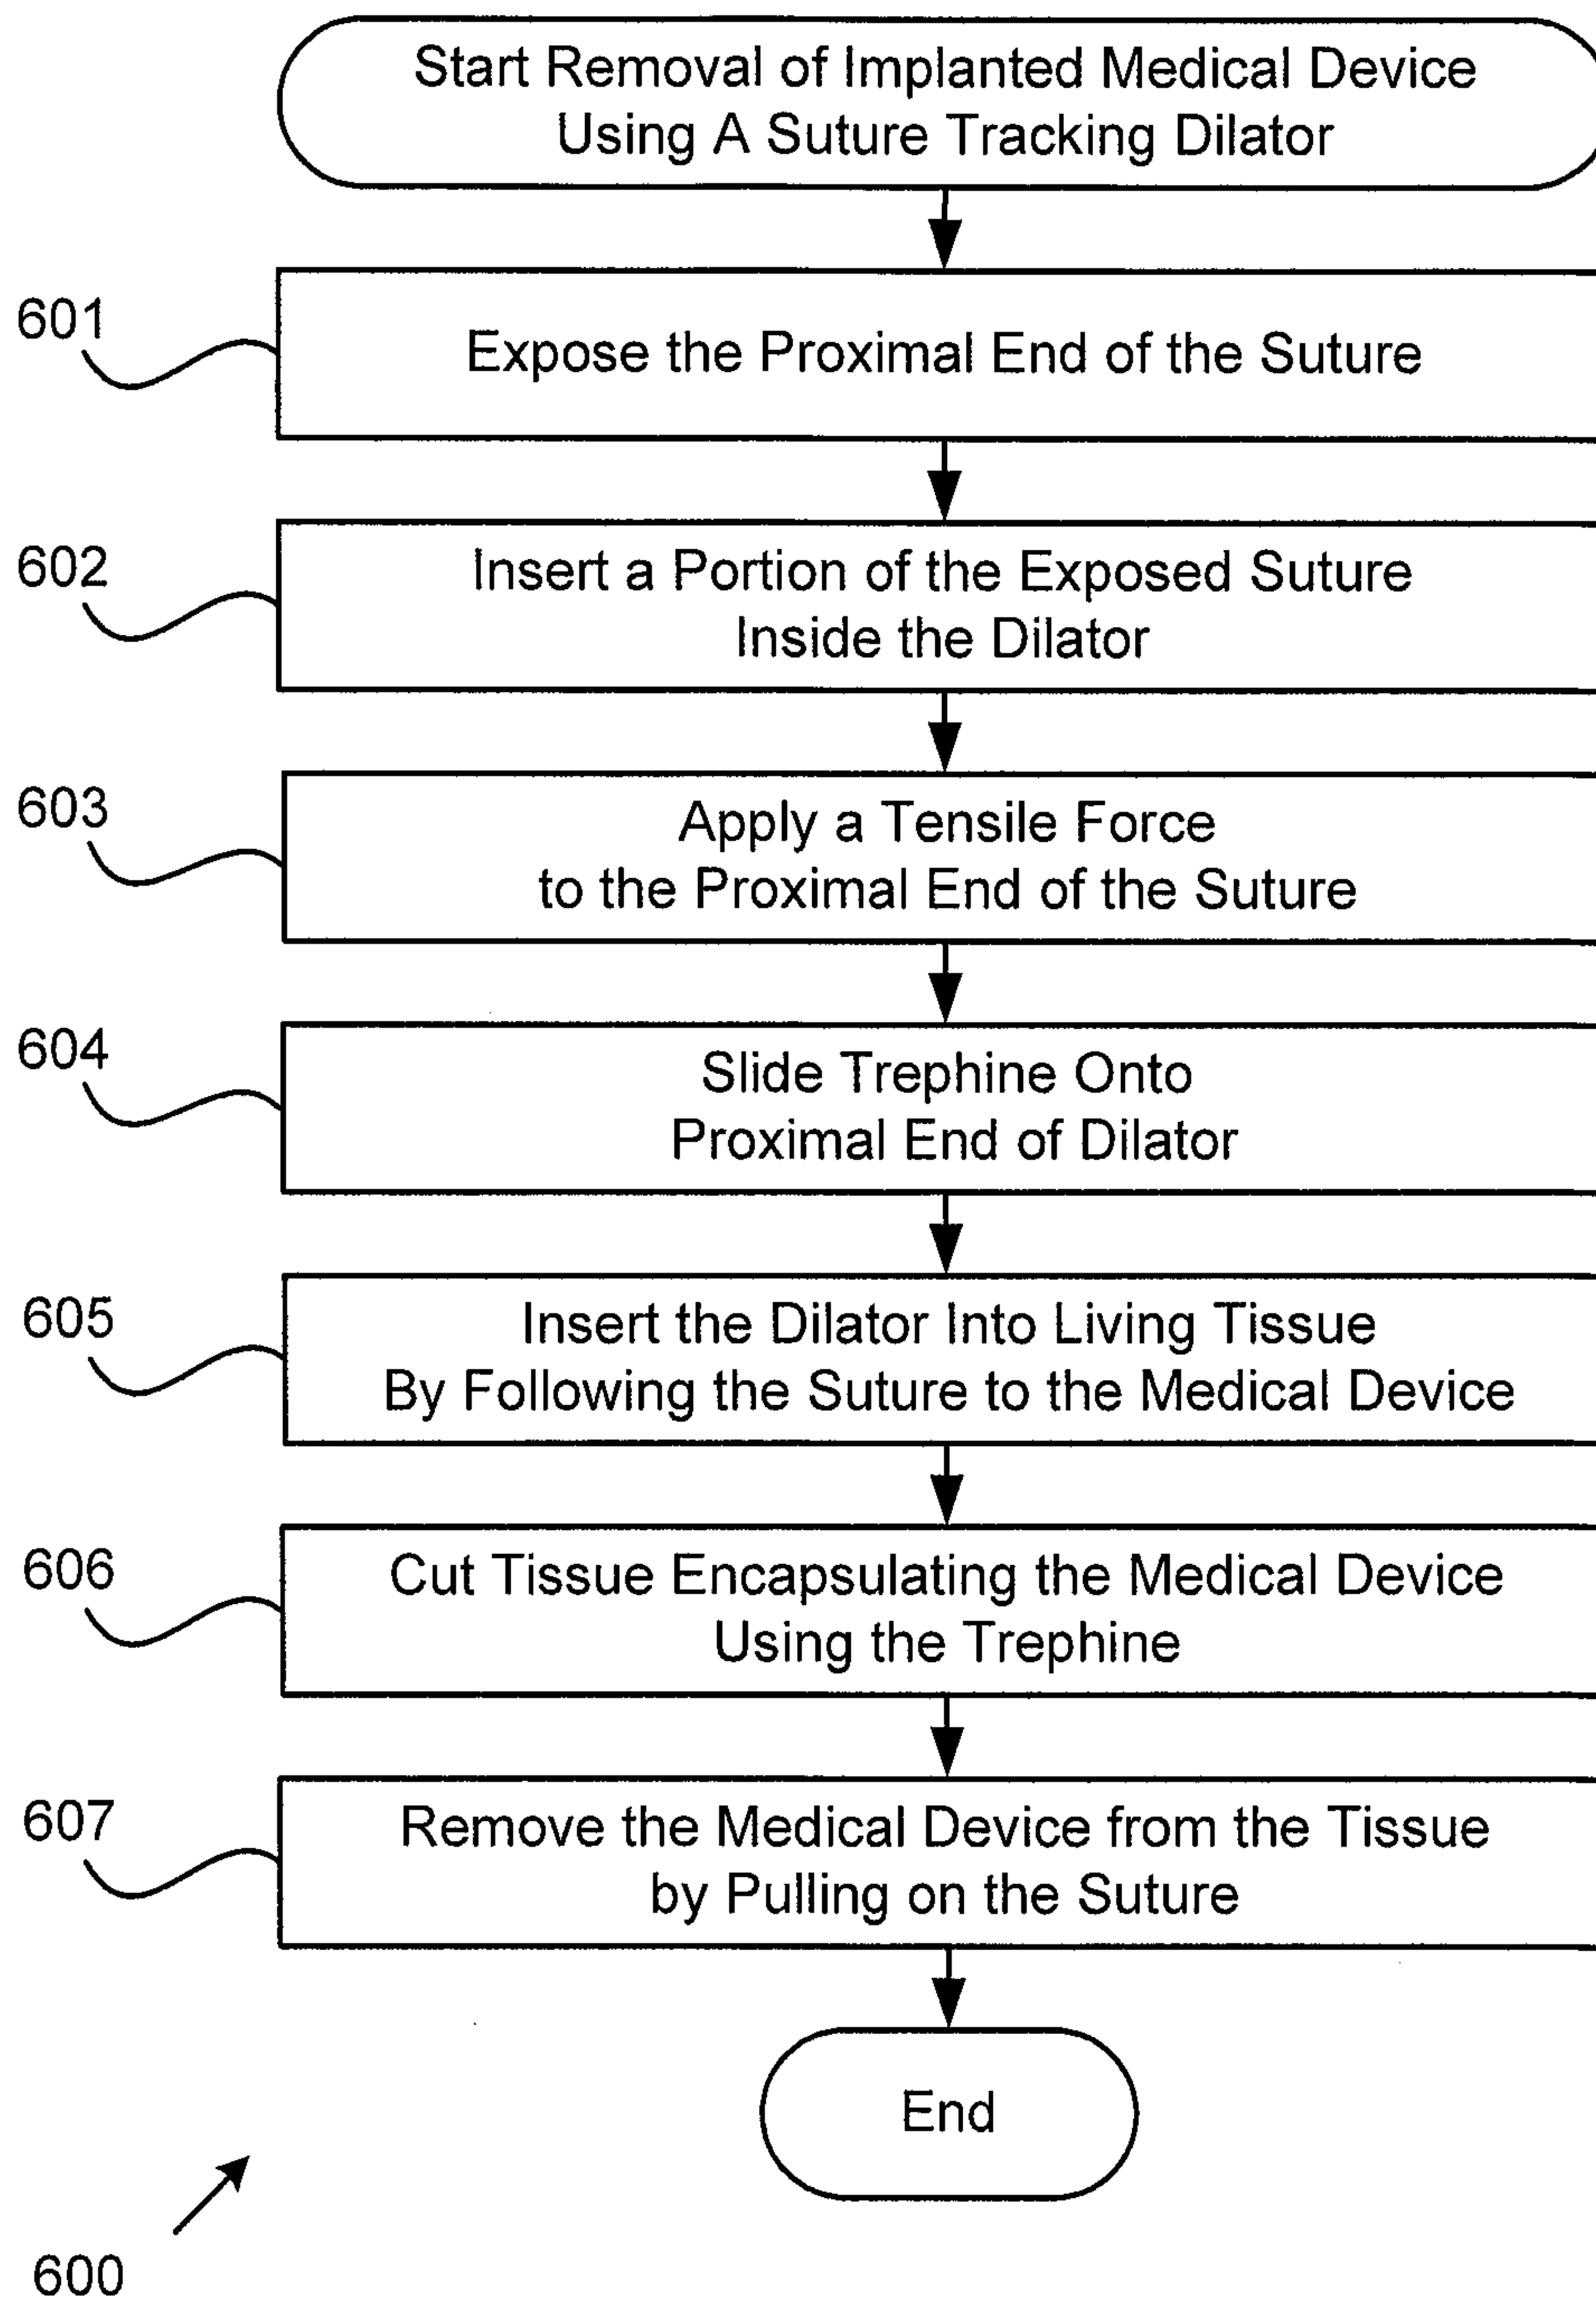 Start Removal of Implanted Medical Device
Using A Suture Tracking Dilator
601
Expose the Proximal End of the Suture
602
Insert a Portion of the Exposed Suture
Inside the Dilator
603
Apply a Tensile Force
to the Proximal End of the Suture
604
Slide Trephine Onto
Proximal End of Dilator
605
Insert the Dilator Into Living Tissue
By Following the Suture to the Medical Device
606
Cut Tissue Encapsulating the Medical Device
Using the Trephine
607
Remove the Medical Device from the Tissue
by Pulling on the Suture
End
600